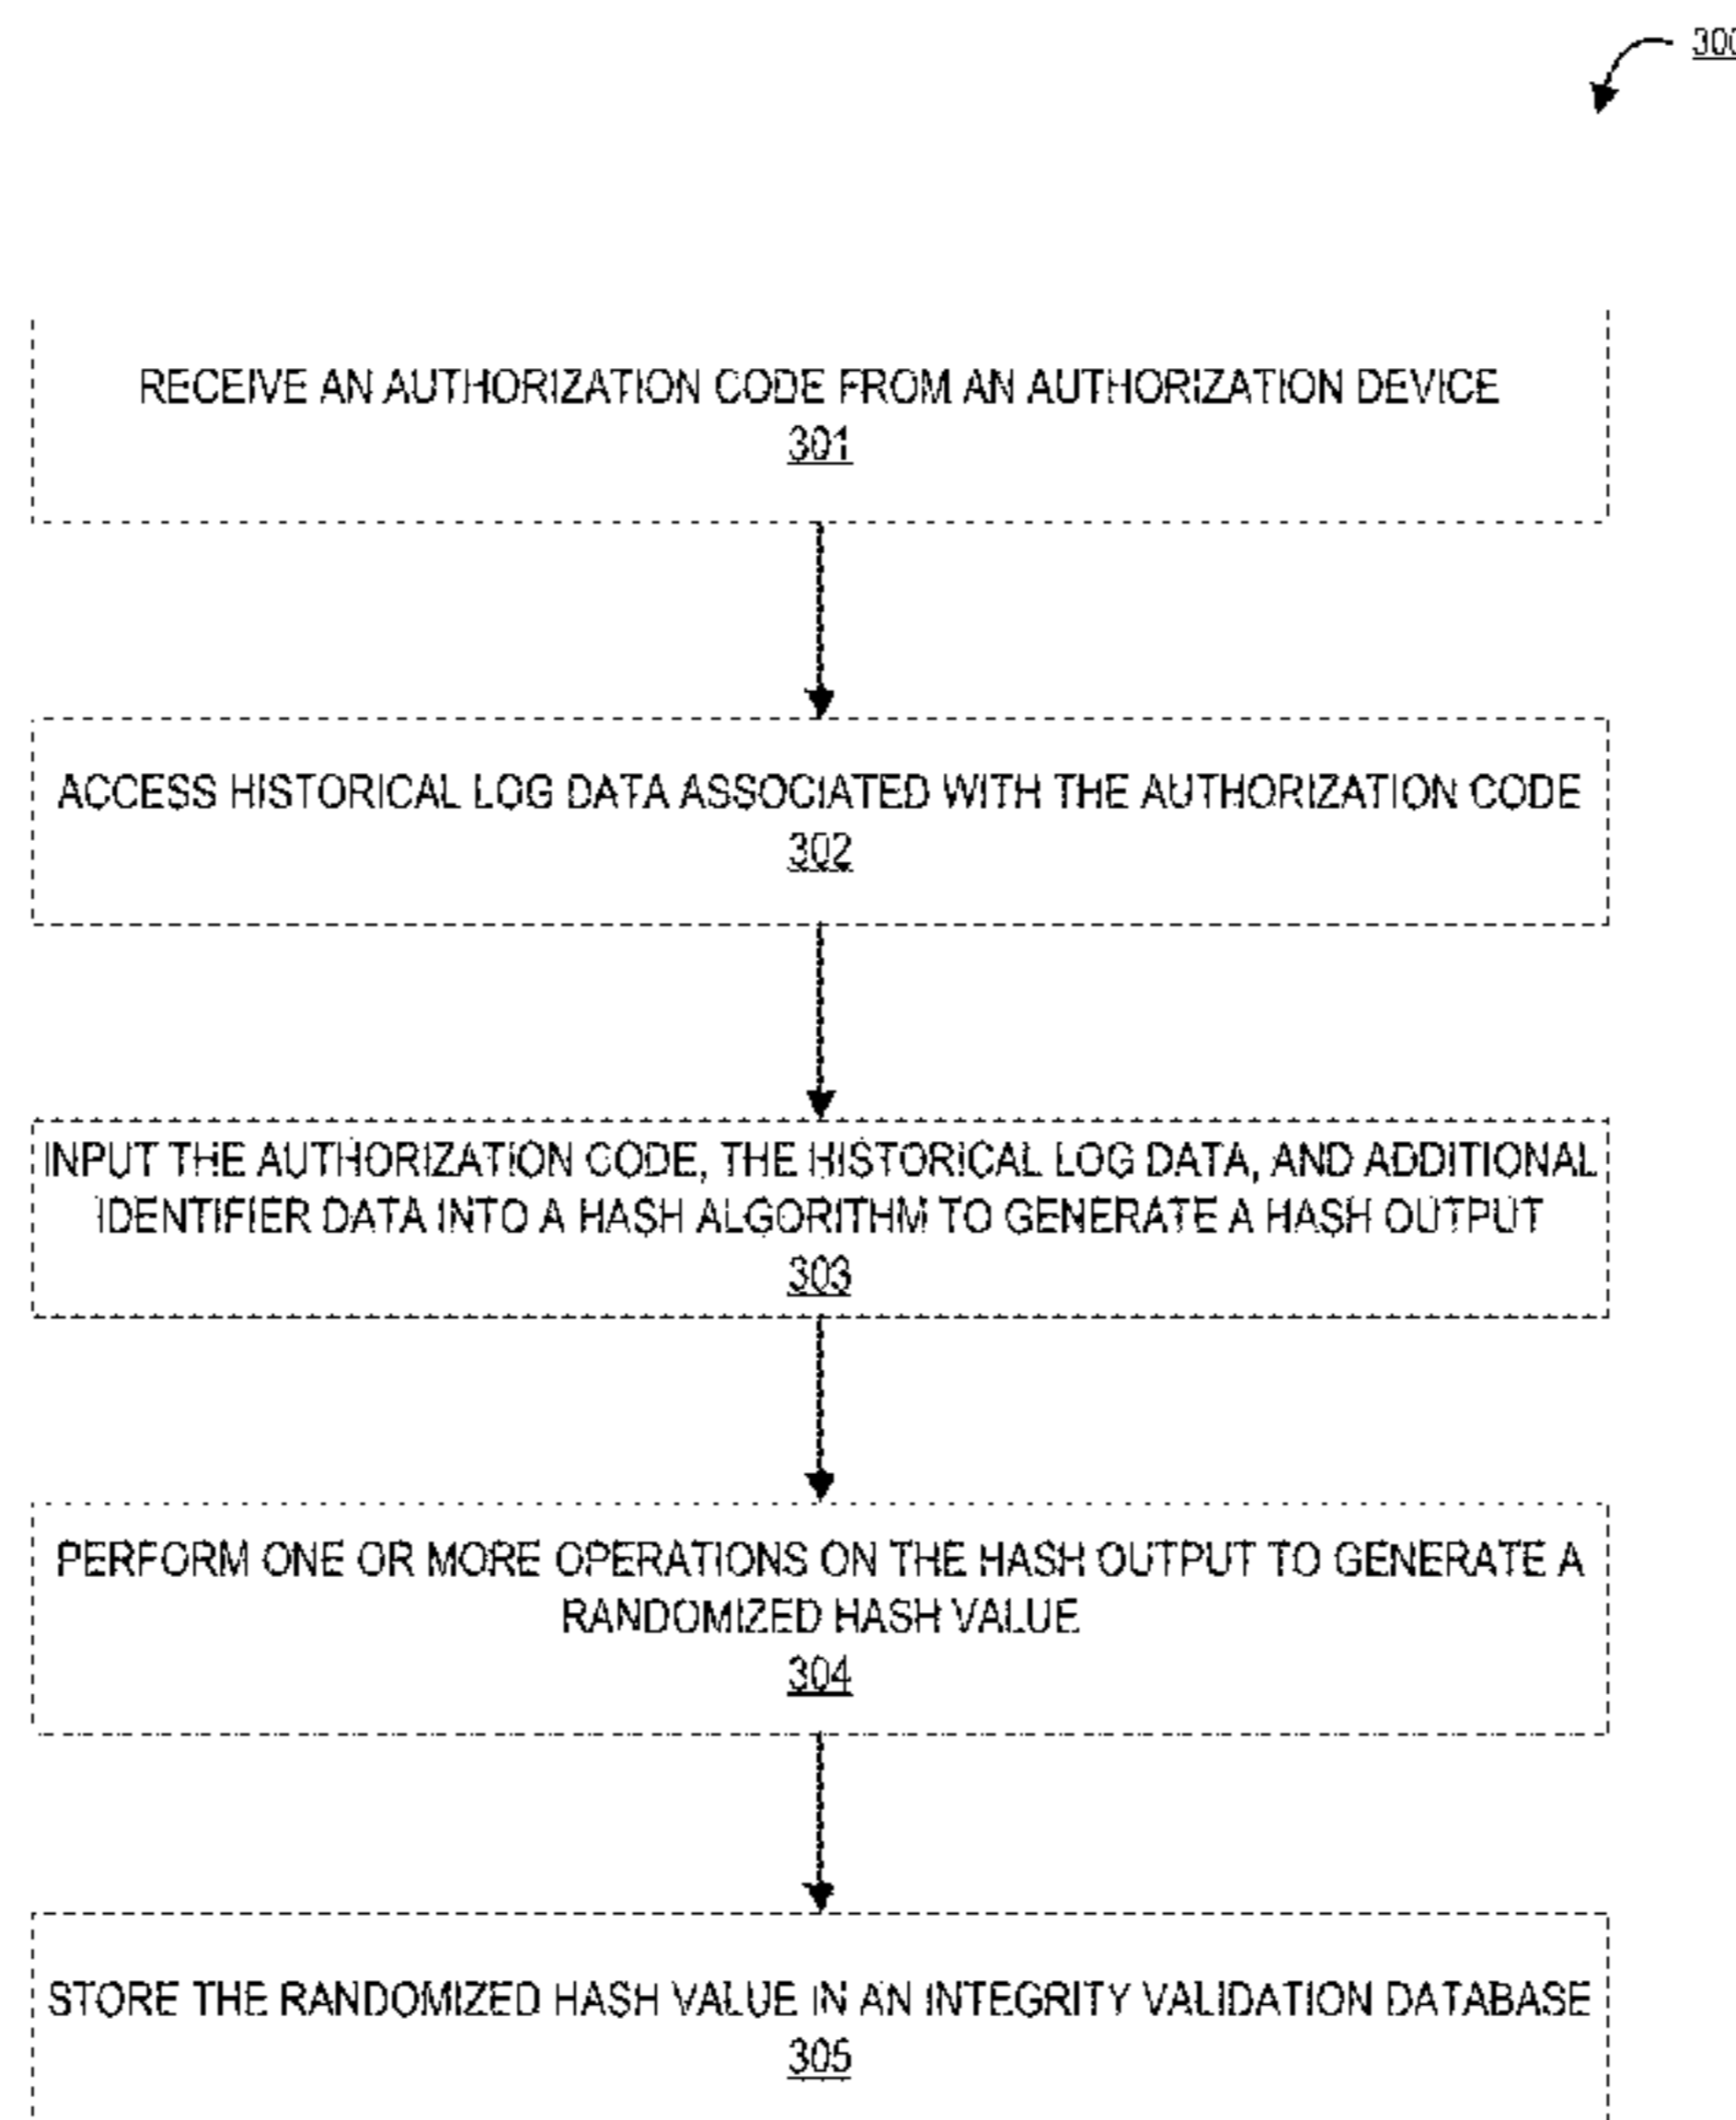 300
RECEIVE AN AUTHORIZATION CODE FROM AN AUTHORIZATION DEVICE
301
ACCESS HISTORICAL LOG DATA ASSOCIATED WITH THE AUTHORIZATION CODE
302
INPUT THE AUTHORIZATION CODE, THE HISTORICAL LOG DATA, AND ADDITIONAL
IDENTIFIER DATA INTO A HASH ALGORITHM TO GENERATE A HASH OUTPUT
303
PERFORM ONE OR MORE OPERATIONS ON THE HASH OUTPUT TO GENERATE A
RANDOMIZED HASH VALUE
304
STORE THE RANDOMIZED HASH VALUE IN AN INTEGRITY VALIDATION DATABASE
305